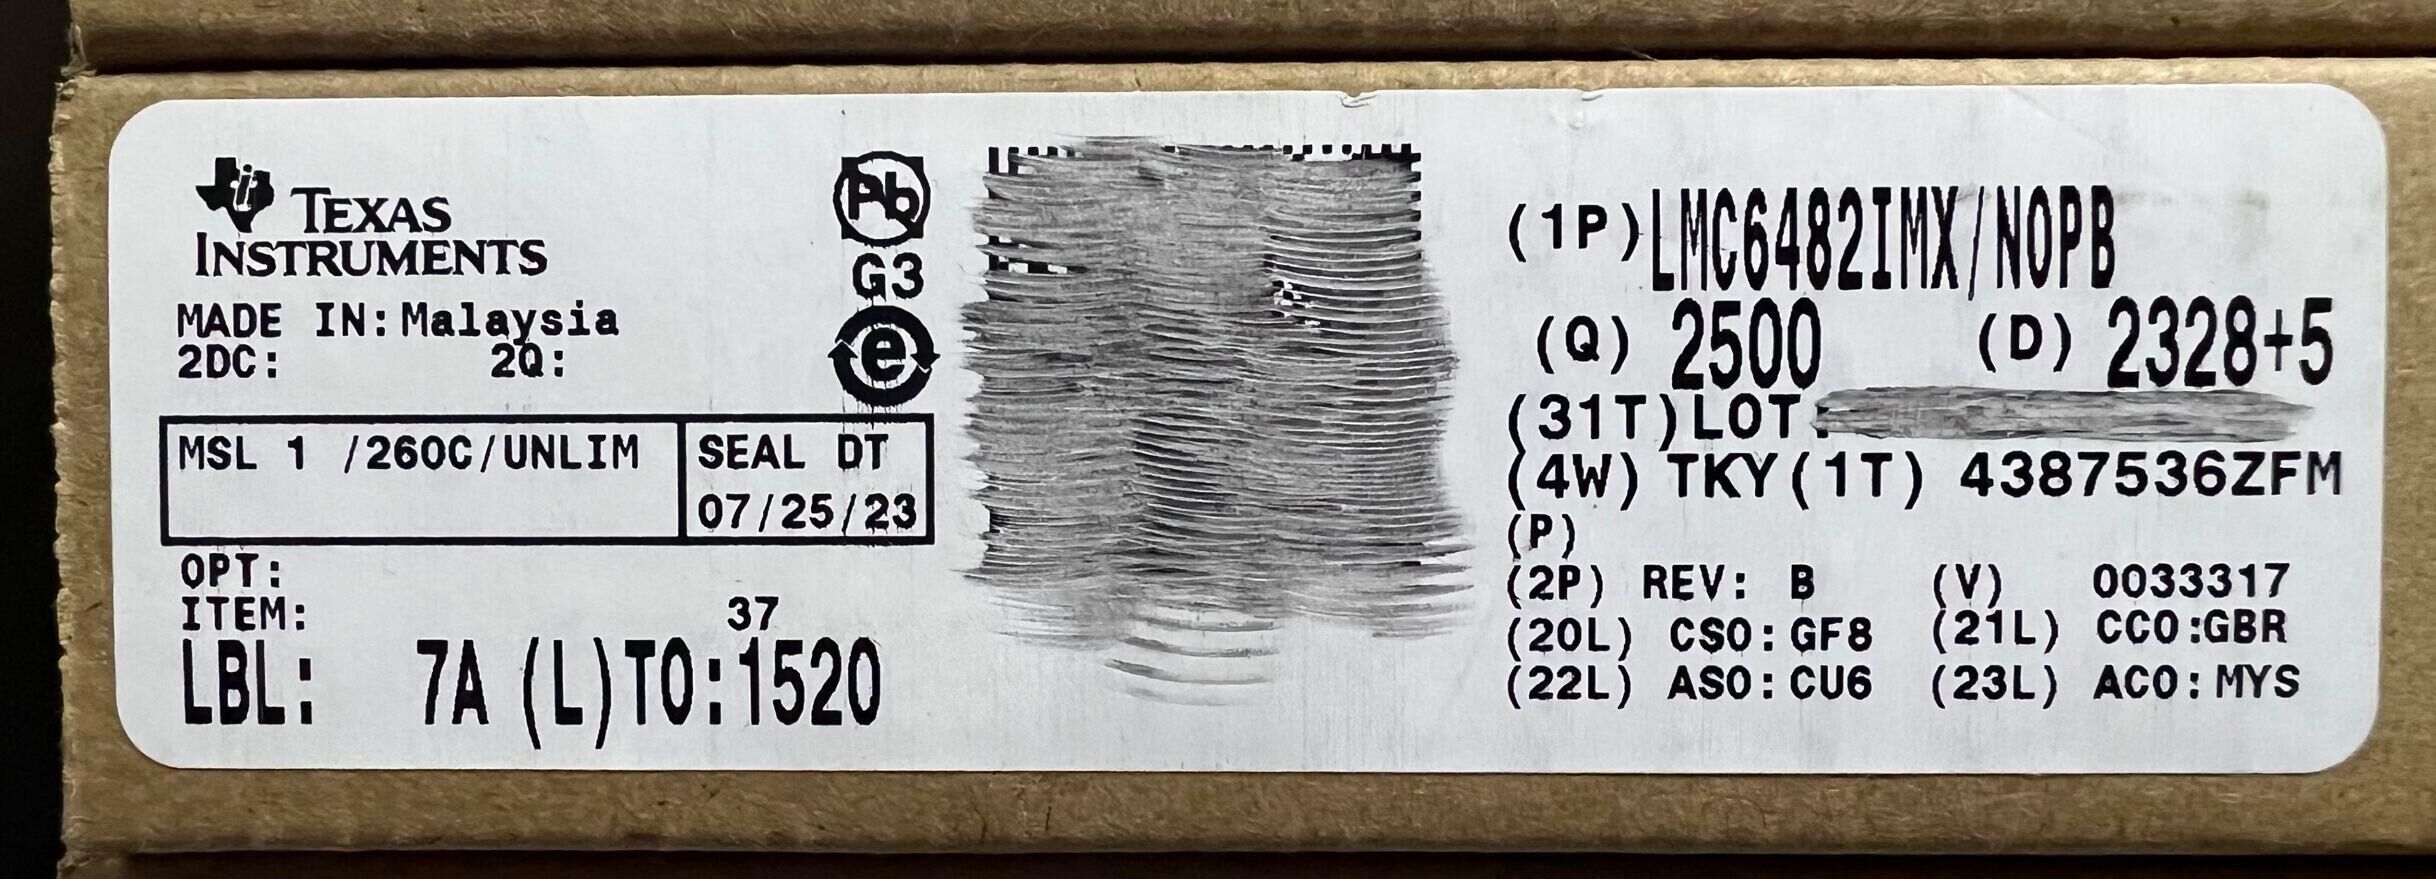 TEXAS
INSTRUMENTS
MADE IN: Malaysia
2DC: 2Q:
Pb
G3
e
MSL 1 /260C/UNLIM
SEAL DT
07/25/23
OPT:
ITEM: 37
LBL: 7A (L)TO:1520
(1P)LMC6482IMX/NOPB
(Q) 2500 (D) 2328+5
(31T)LOT:
(4W) TKY(1T) 4387536ZFM
(P)
(2P) REV: B (V) 0033317
(20L) CSO:GF8 (21L) CCO:GBR
(22L) ASO:CU6 (23L) ACO:MYS